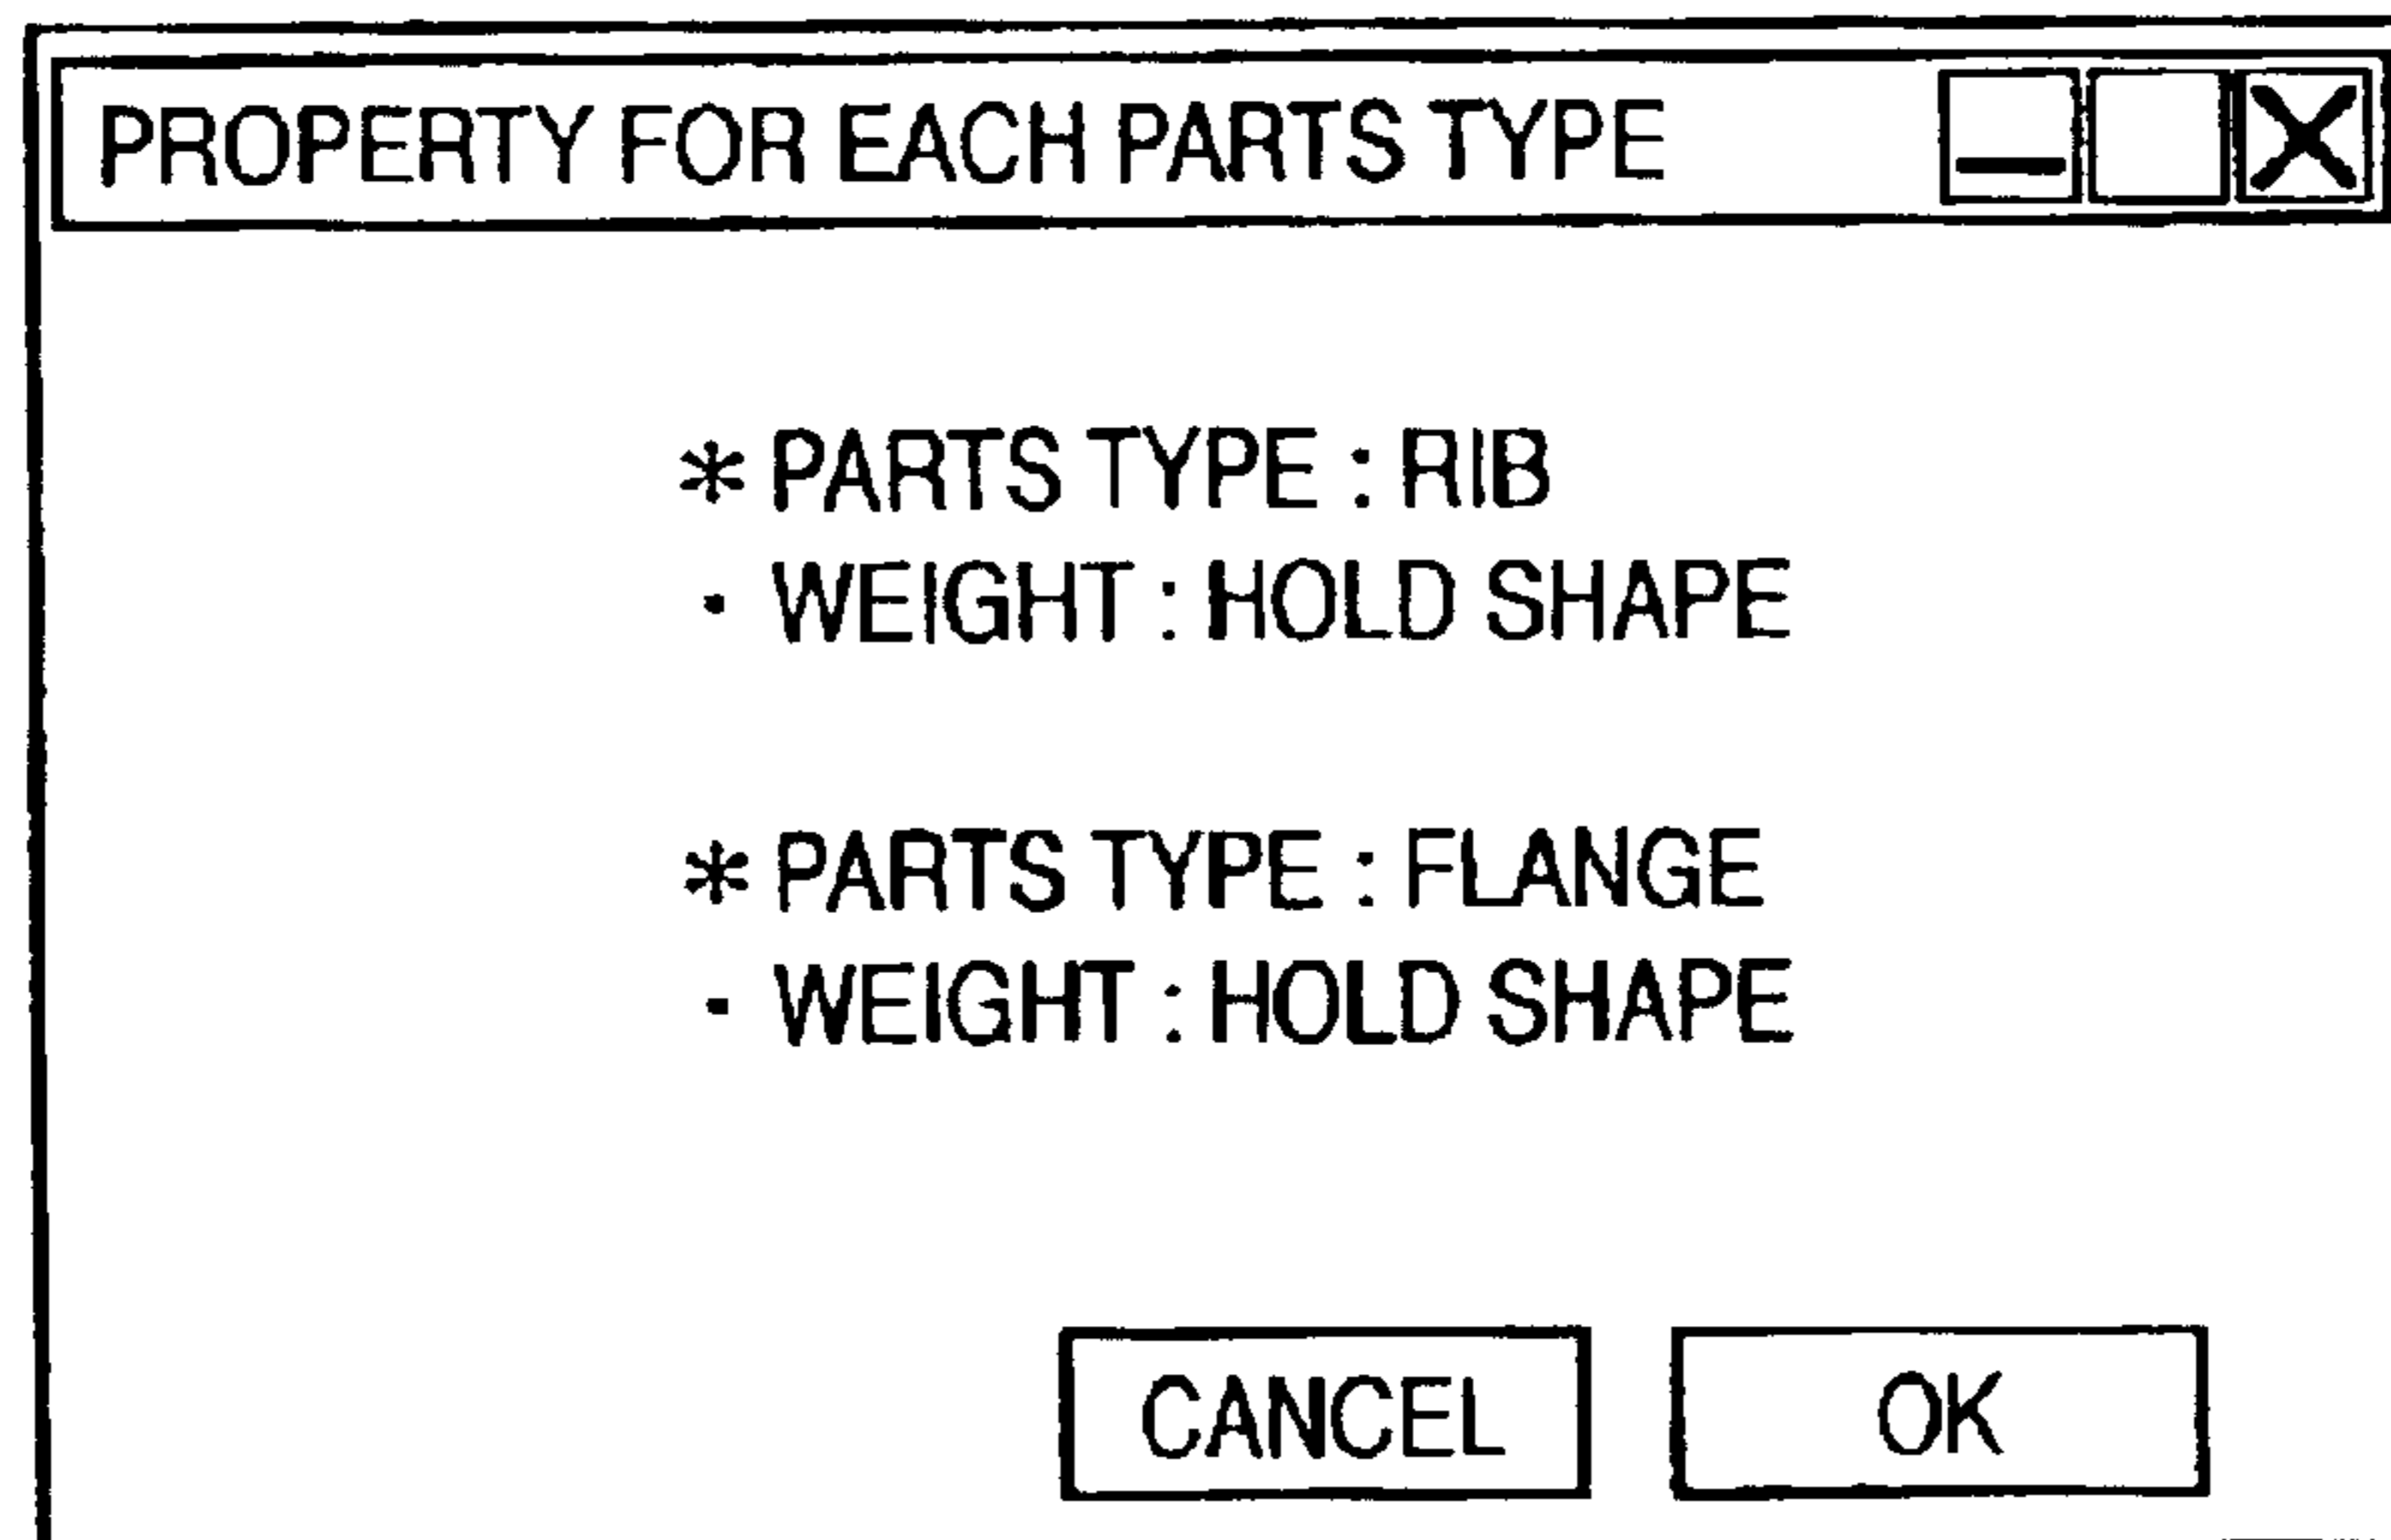 PROPERTY FOR EACH PARTS TYPE
* PARTS TYPE : RIB
· WEIGHT : HOLD SHAPE
* PARTS TYPE : FLANGE
· WEIGHT : HOLD SHAPE
CANCEL OK